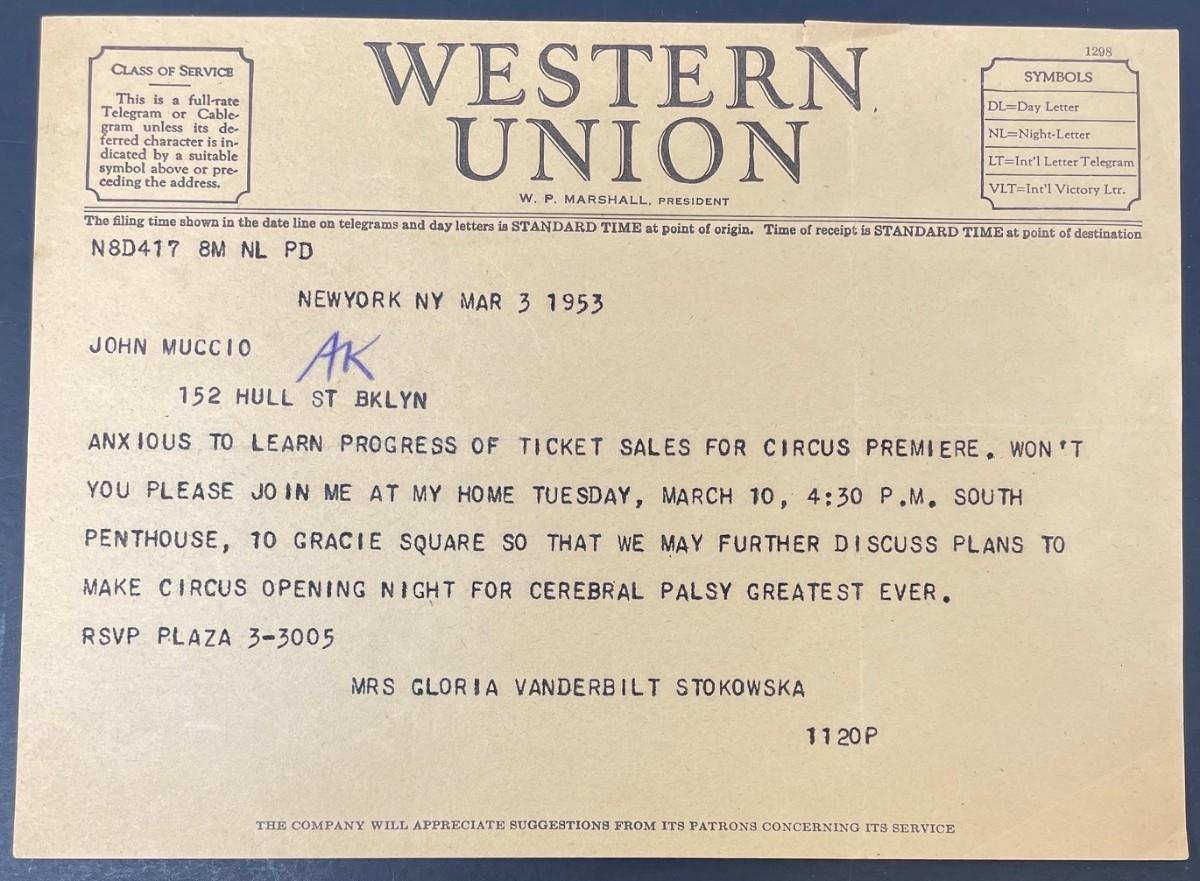 1298
CLASS OF SERVICE
This is a full-rate
Telegram or Cable-
gram unless its de-
ferred character is in-
dicated by a suitable
symbol above or pre-
ceding the address.
WESTERN
UNION
W. P. MARSHALL, PRESIDENT
SYMBOLS
DL=Day Letter
NL=Night-Letter
LT=Int'l Letter Telegram
VLT=Int'l Victory Ltr.
The filing time shown in the date line on telegrams and day letters is STANDARD TIME at point of origin. Time of receipt is STANDARD TIME at point of destination
N8D417 8M NL PD
NEWYORK NY MAR 3 1953
JOHN MUCCIO
AK
152 HULL ST BKLYN
ANXIOUS TO LEARN PROGRESS OF TICKET SALES FOR CIRCUS PREMIERE. WON'T
YOU PLEASE JOIN ME AT MY HOME TUESDAY, MARCH 10, 4:30 P.M. SOUTH
PENTHOUSE, 10 GRACIE SQUARE SO THAT WE MAY FURTHER DISCUSS PLANS TO
MAKE CIRCUS OPENING NIGHT FOR CEREBRAL PALSY GREATEST EVER.
RSVP PLAZA 3-3005
MRS GLORIA VANDERBILT STOKOWSKA
1120P
THE COMPANY WILL APPRECIATE SUGGESTIONS FROM ITS PATRONS CONCERNING ITS SERVICE